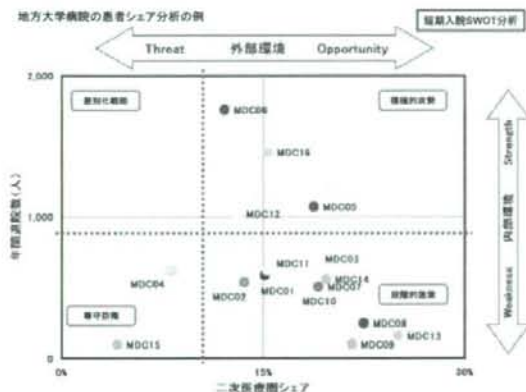 地方大学病院の患者シェア分析の例
短期入院SWOT分析
Threat 外部環境 Opportunity
2,000
差別化戦略
積極的攻勢
MDC06
MDC16
MDC12
MDC05
1,000
年間退院数(人)
Strength
内部環境
Weakness
MDC04
MDC02
MDC11
MDC01
MDC03
MDC14
MDC07
MDC10
専守防衛
段階的施策
MDC08
MDC13
MDC09
MDC15
0
0%
15%
30%
二次医療圏シェア